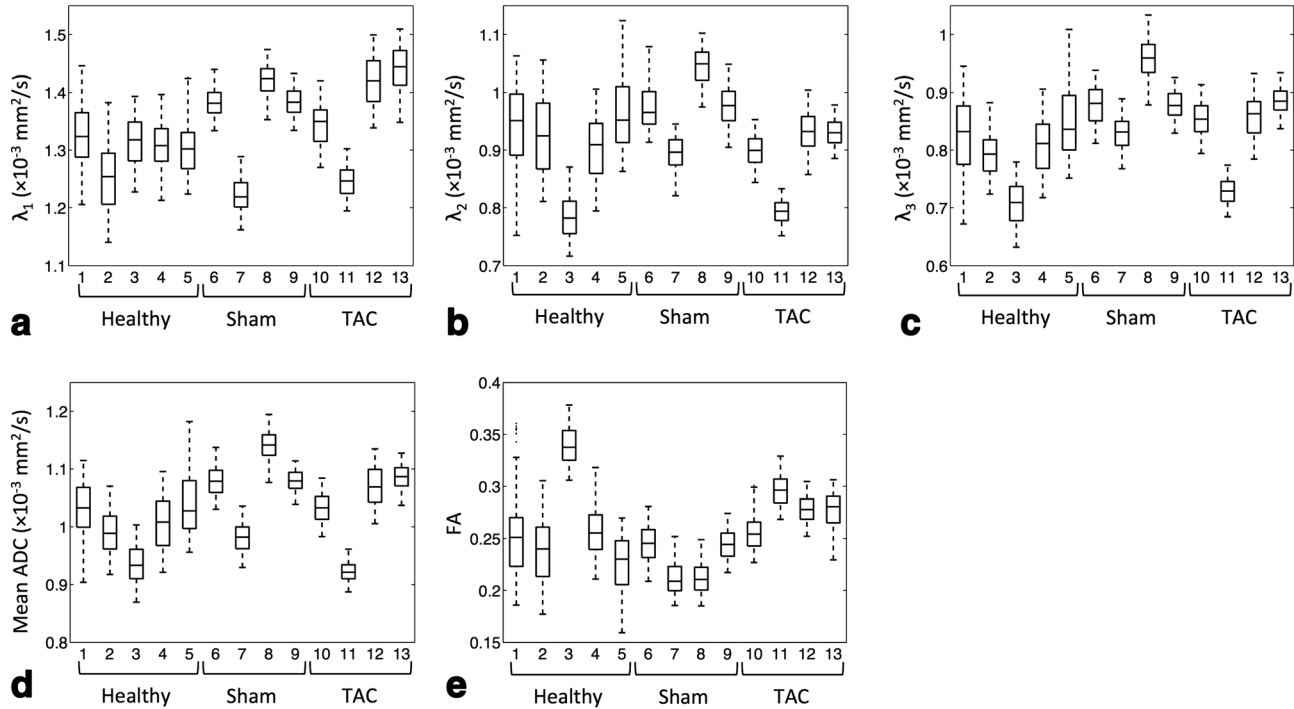 λ1 (×10-3 mm2/s)
1.5
1.4
1.3
1.2
1.1
1 2 3 4 5 6 7 8 9 10 11 12 13
Healthy Sham TAC
a
λ2 (×10-3 mm2/s)
1.1
1
0.9
0.8
0.7
1 2 3 4 5 6 7 8 9 10 11 12 13
Healthy Sham TAC
b
λ3 (×10-3 mm2/s)
1
0.9
0.8
0.7
0.6
1 2 3 4 5 6 7 8 9 10 11 12 13
Healthy Sham TAC
c
Mean ADC (×10-3 mm2/s)
1.2
1.1
1
0.9
0.8
1 2 3 4 5 6 7 8 9 10 11 12 13
Healthy Sham TAC
d
FA
0.4
0.35
0.3
0.25
0.2
0.15
1 2 3 4 5 6 7 8 9 10 11 12 13
Healthy Sham TAC
e